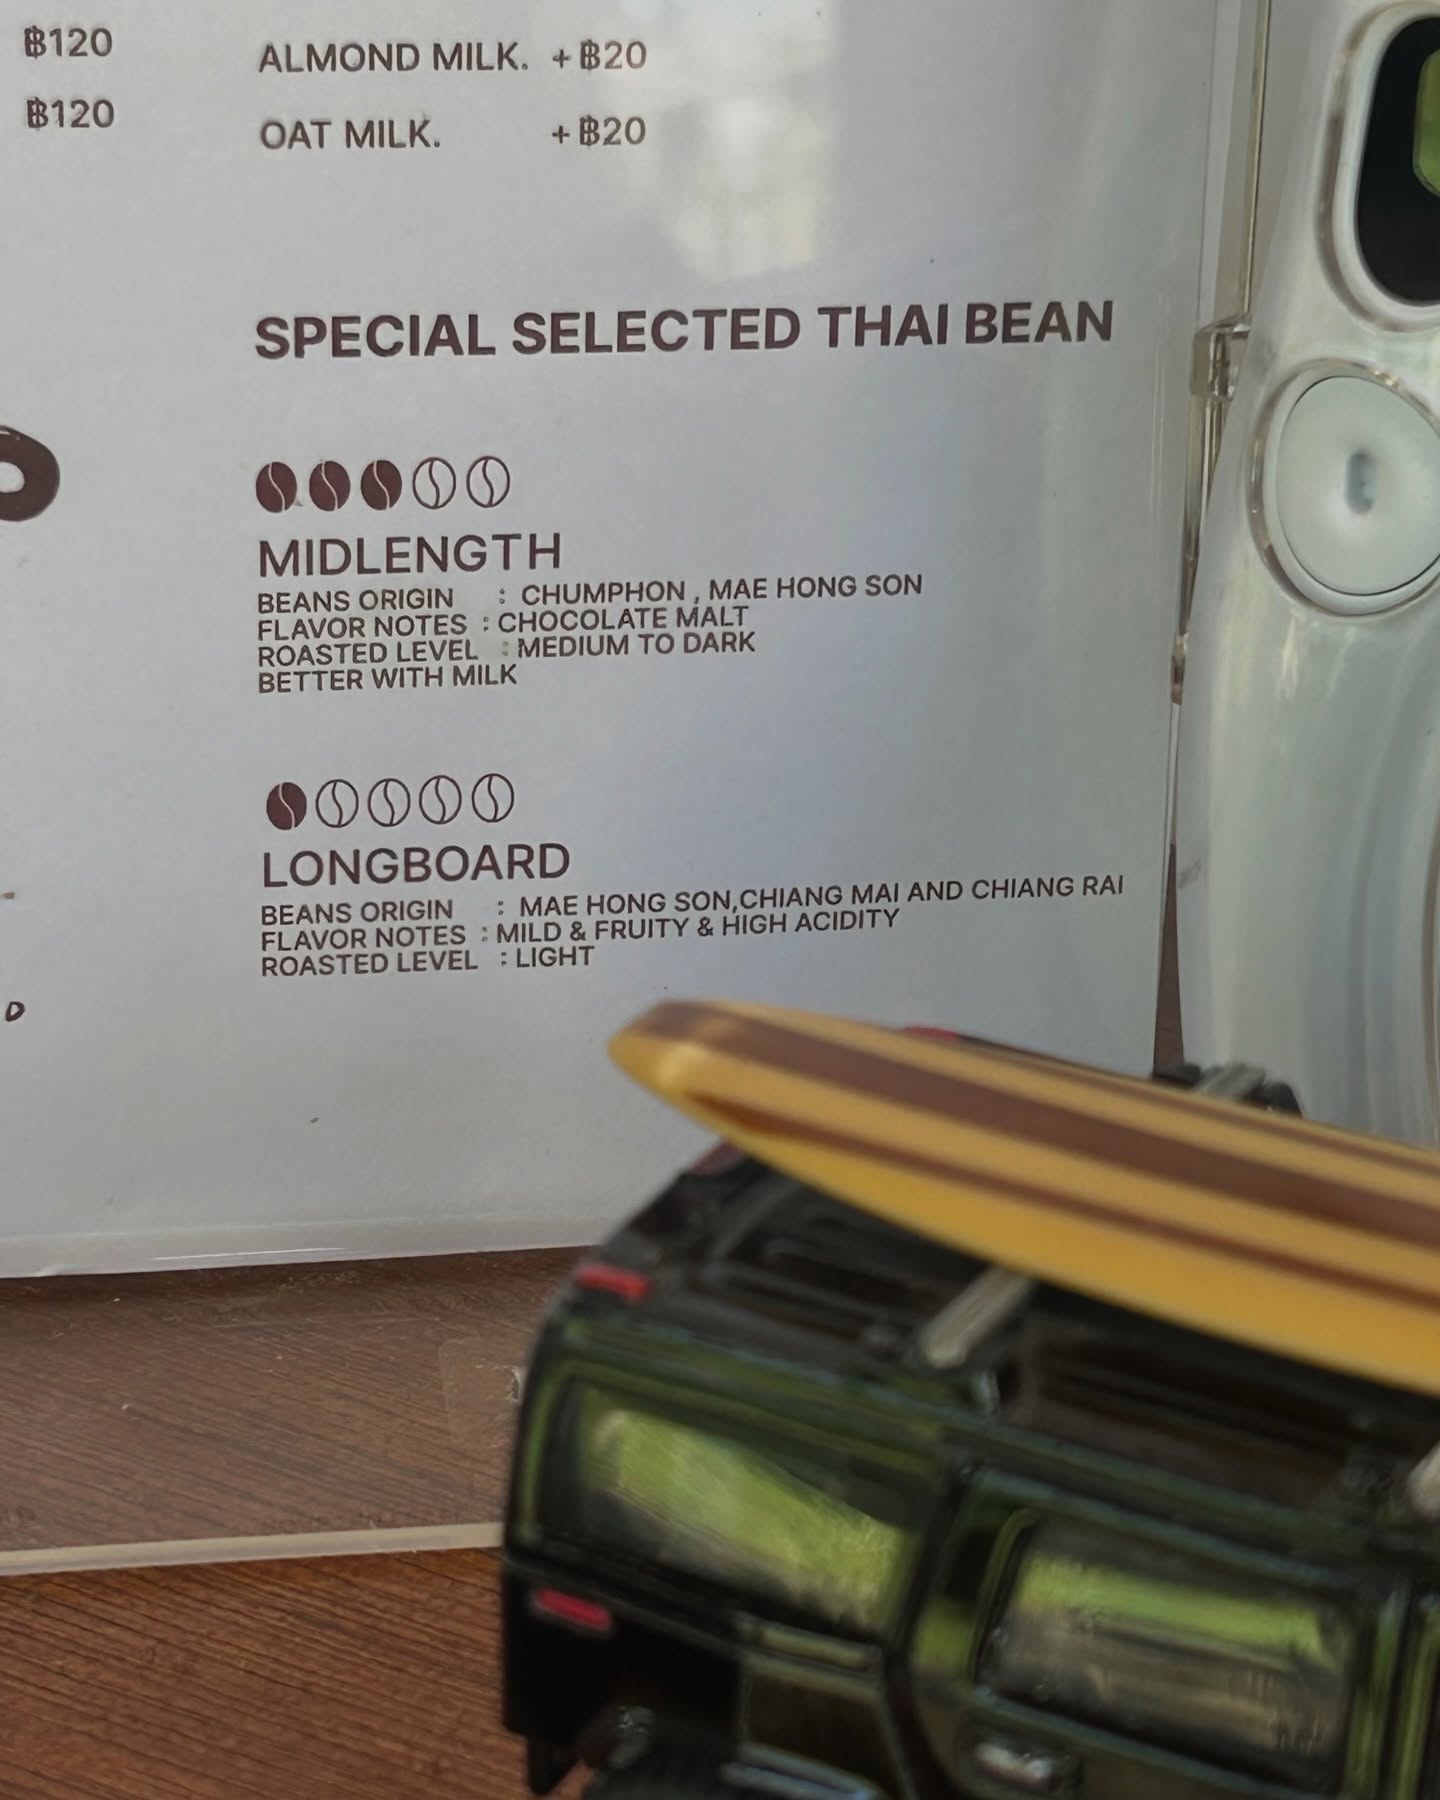 ฿120
฿120
ALMOND MILK. +฿20
OAT MILK. +฿20
SPECIAL SELECTED THAI BEAN
MIDLENGTH
BEANS ORIGIN : CHUMPHON , MAE HONG SON
FLAVOR NOTES : CHOCOLATE MALT
ROASTED LEVEL : MEDIUM TO DARK
BETTER WITH MILK
LONGBOARD
BEANS ORIGIN : MAE HONG SON,CHIANG MAI AND CHIANG RAI
FLAVOR NOTES : MILD & FRUITY & HIGH ACIDITY
ROASTED LEVEL : LIGHT
D